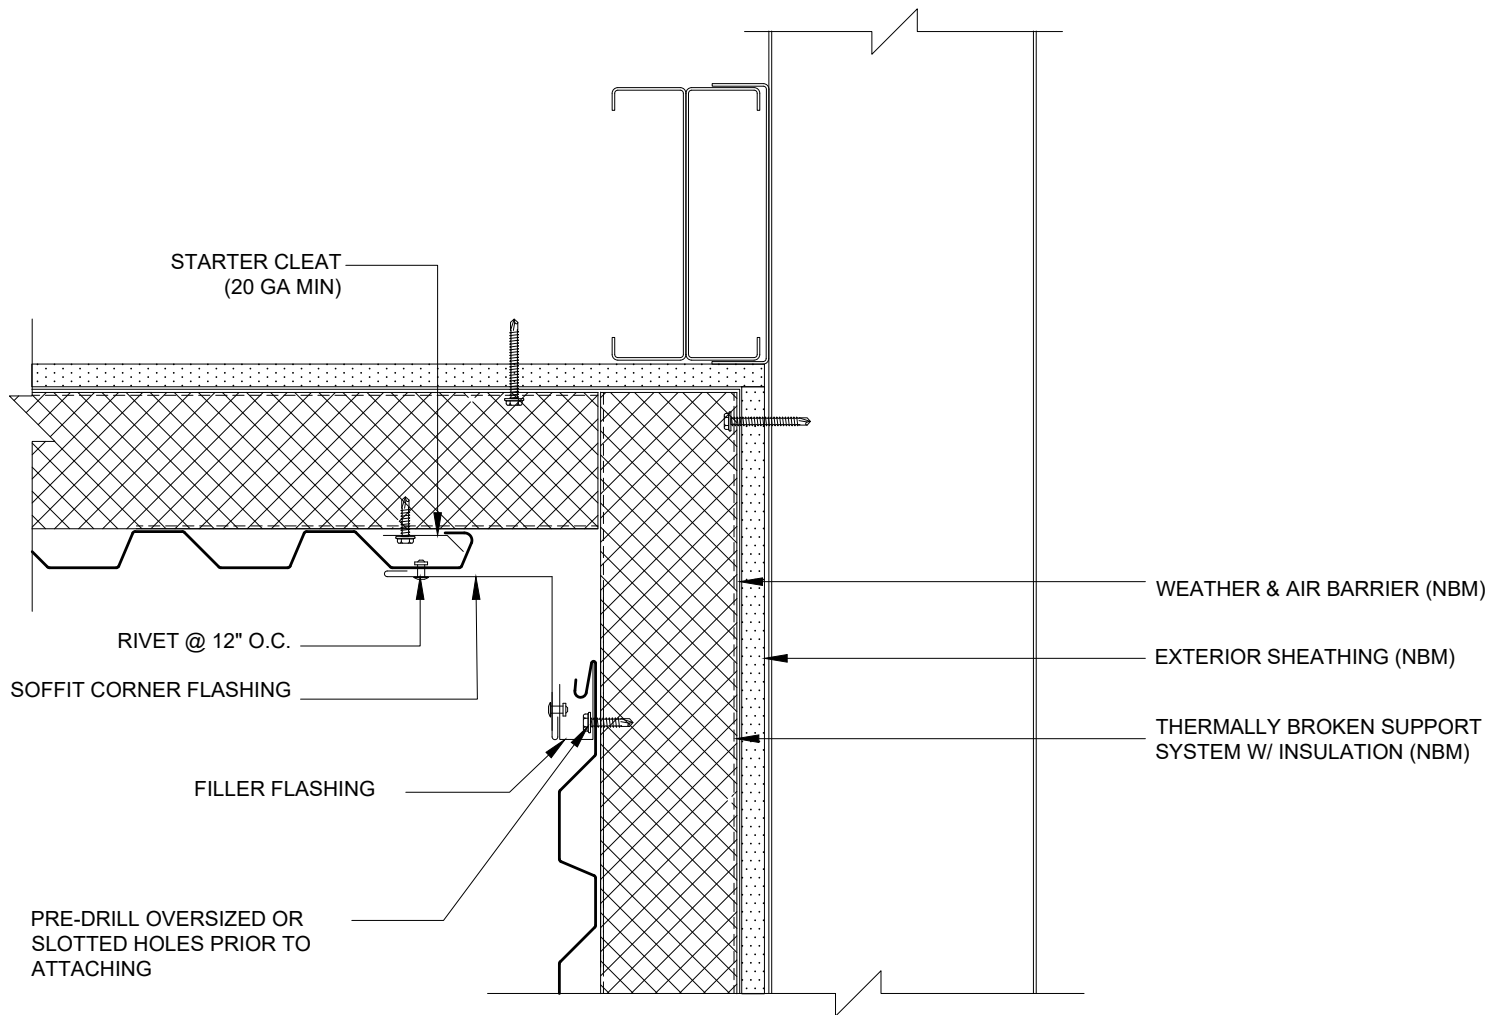 STARTER CLEAT
(20 GA MIN)
RIVET @ 12" O.C.
SOFFIT CORNER FLASHING
FILLER FLASHING
PRE-DRILL OVERSIZED OR
SLOTTED HOLES PRIOR TO
ATTACHING
WEATHER & AIR BARRIER (NBM)
EXTERIOR SHEATHING (NBM)
THERMALLY BROKEN SUPPORT
SYSTEM W/ INSULATION (NBM)